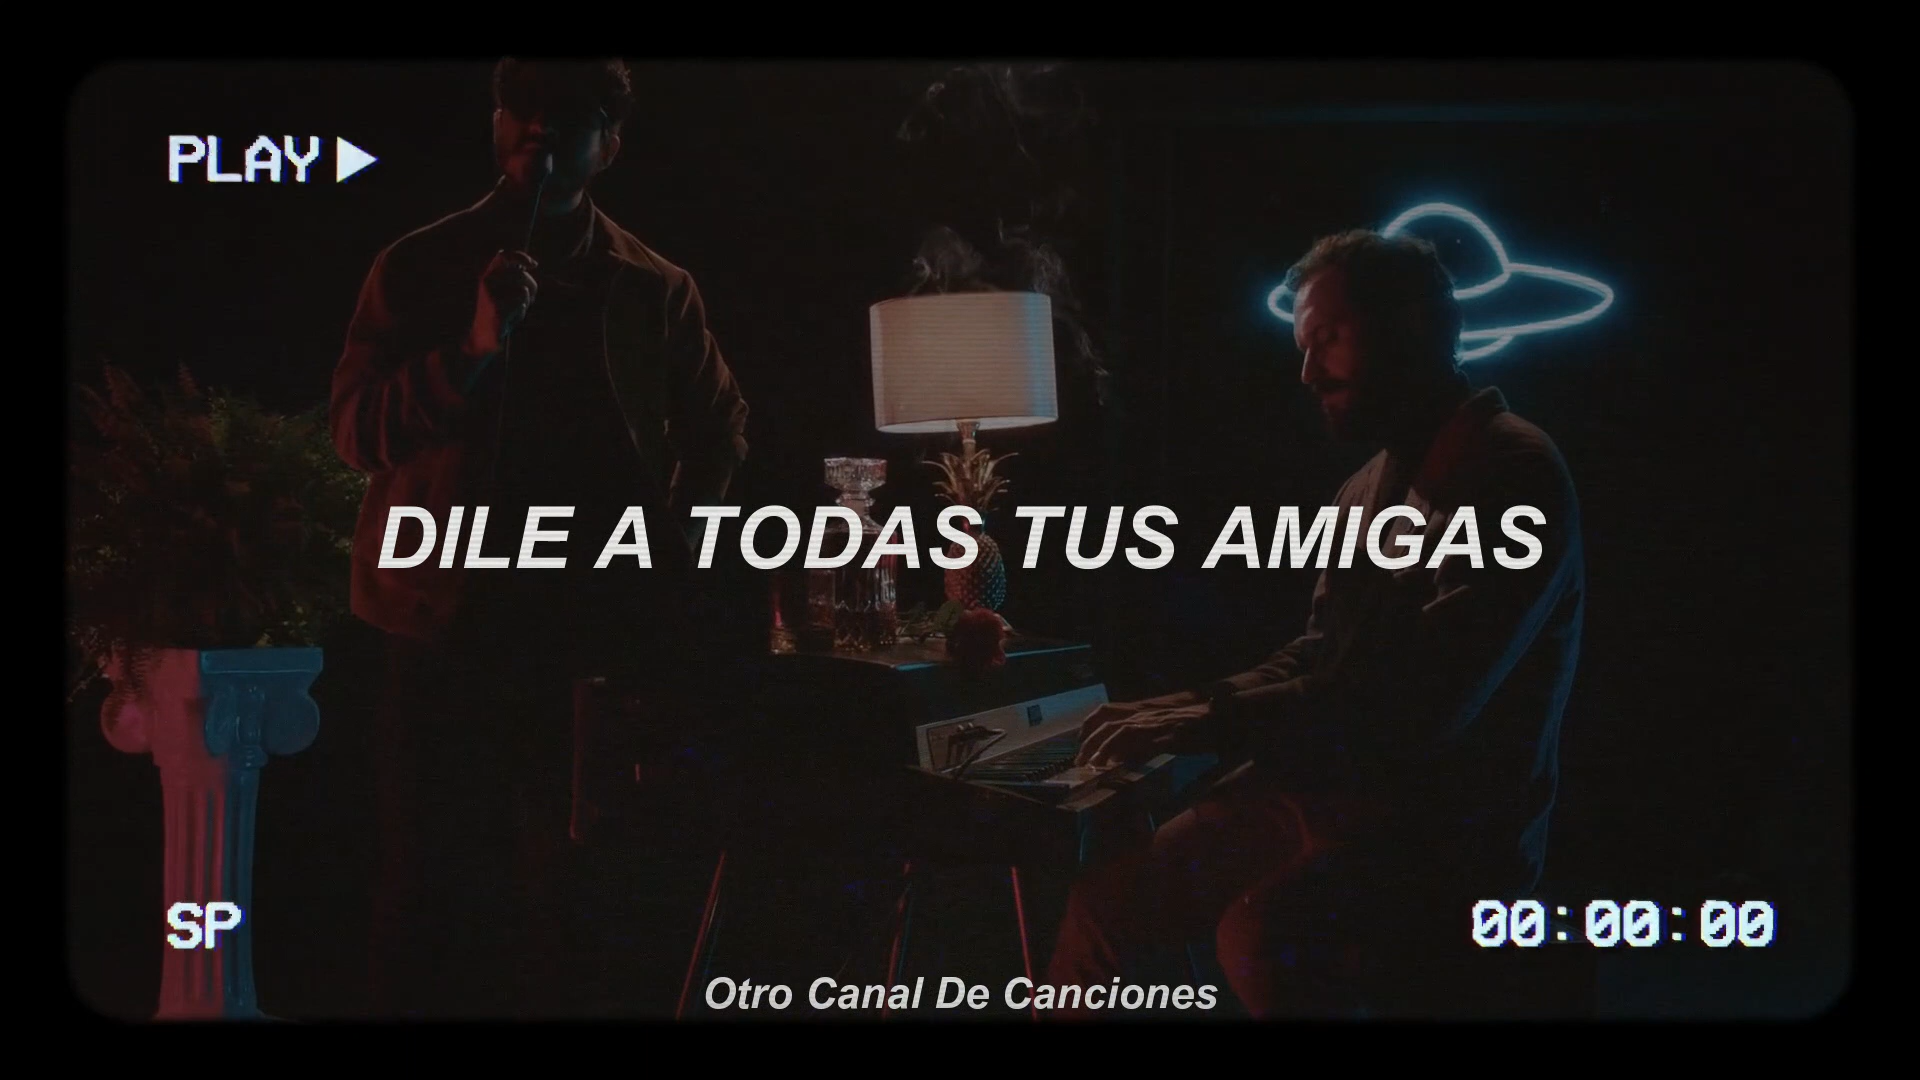 PLAY
DILE A TODAS TUS AMIGAS
SP
00:00:00
Otro Canal De Canciones